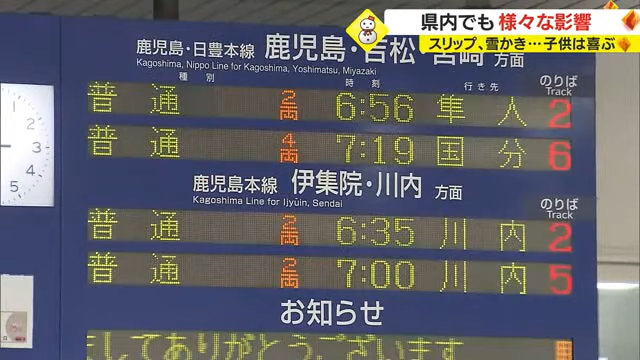 県内でも 様々な影響
スリップ、雪かき…子供は喜ぶ
鹿児島・日豊本線 鹿児島・吉松・宮崎 方面
Kagoshima, Nippo Line for Kagoshima, Yoshimatsu, Miyazaki
種別 時刻 行き先 のりば Track
普通 2両 6:56 隼人 2
普通 4両 7:19 国分 6
鹿児島本線 伊集院・川内 方面 のりば
Kagoshima Line for Ijyūin, Sendai Track
普通 2両 6:35 川内 2
普通 2両 7:00 川内 5
お知らせ
してありがとうございます
2
3
4
5